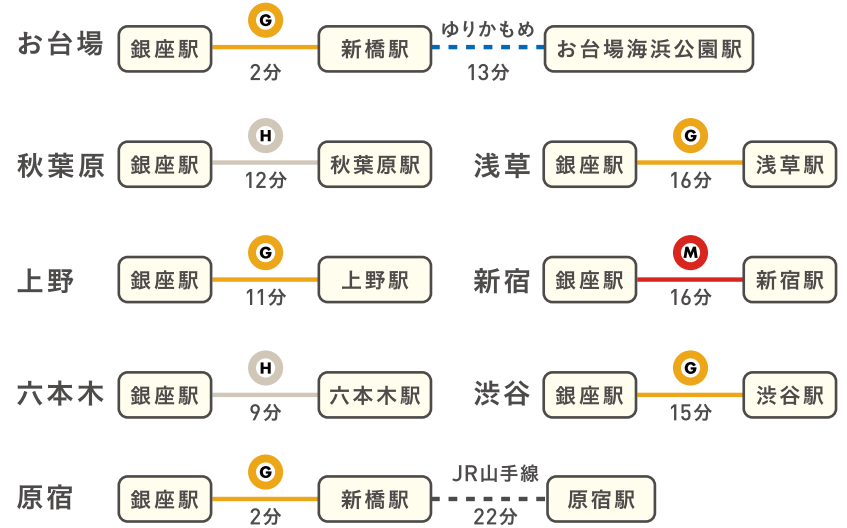 お台場 銀座駅 G 2分 新橋駅 ゆりかもめ 13分 お台場海浜公園駅
秋葉原 銀座駅 H 12分 秋葉原駅
浅草 銀座駅 G 16分 浅草駅
上野 銀座駅 G 11分 上野駅
新宿 銀座駅 M 16分 新宿駅
六本木 銀座駅 H 9分 六本木駅
渋谷 銀座駅 G 15分 渋谷駅
原宿 銀座駅 G 2分 新橋駅 JR山手線 22分 原宿駅